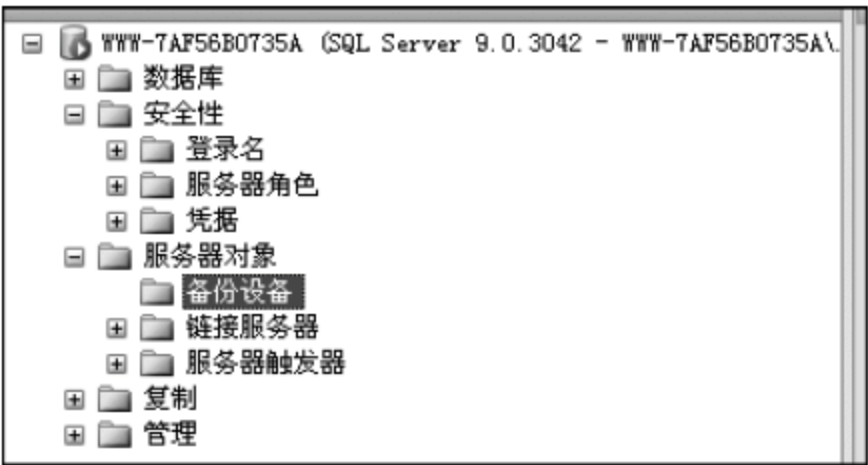 WWW-7AF56B0735A (SQL Server 9.0.3042 - WWW-7AF56B0735A\.
数据库
安全性
登录名
服务器角色
凭据
服务器对象
备份设备
链接服务器
服务器触发器
复制
管理